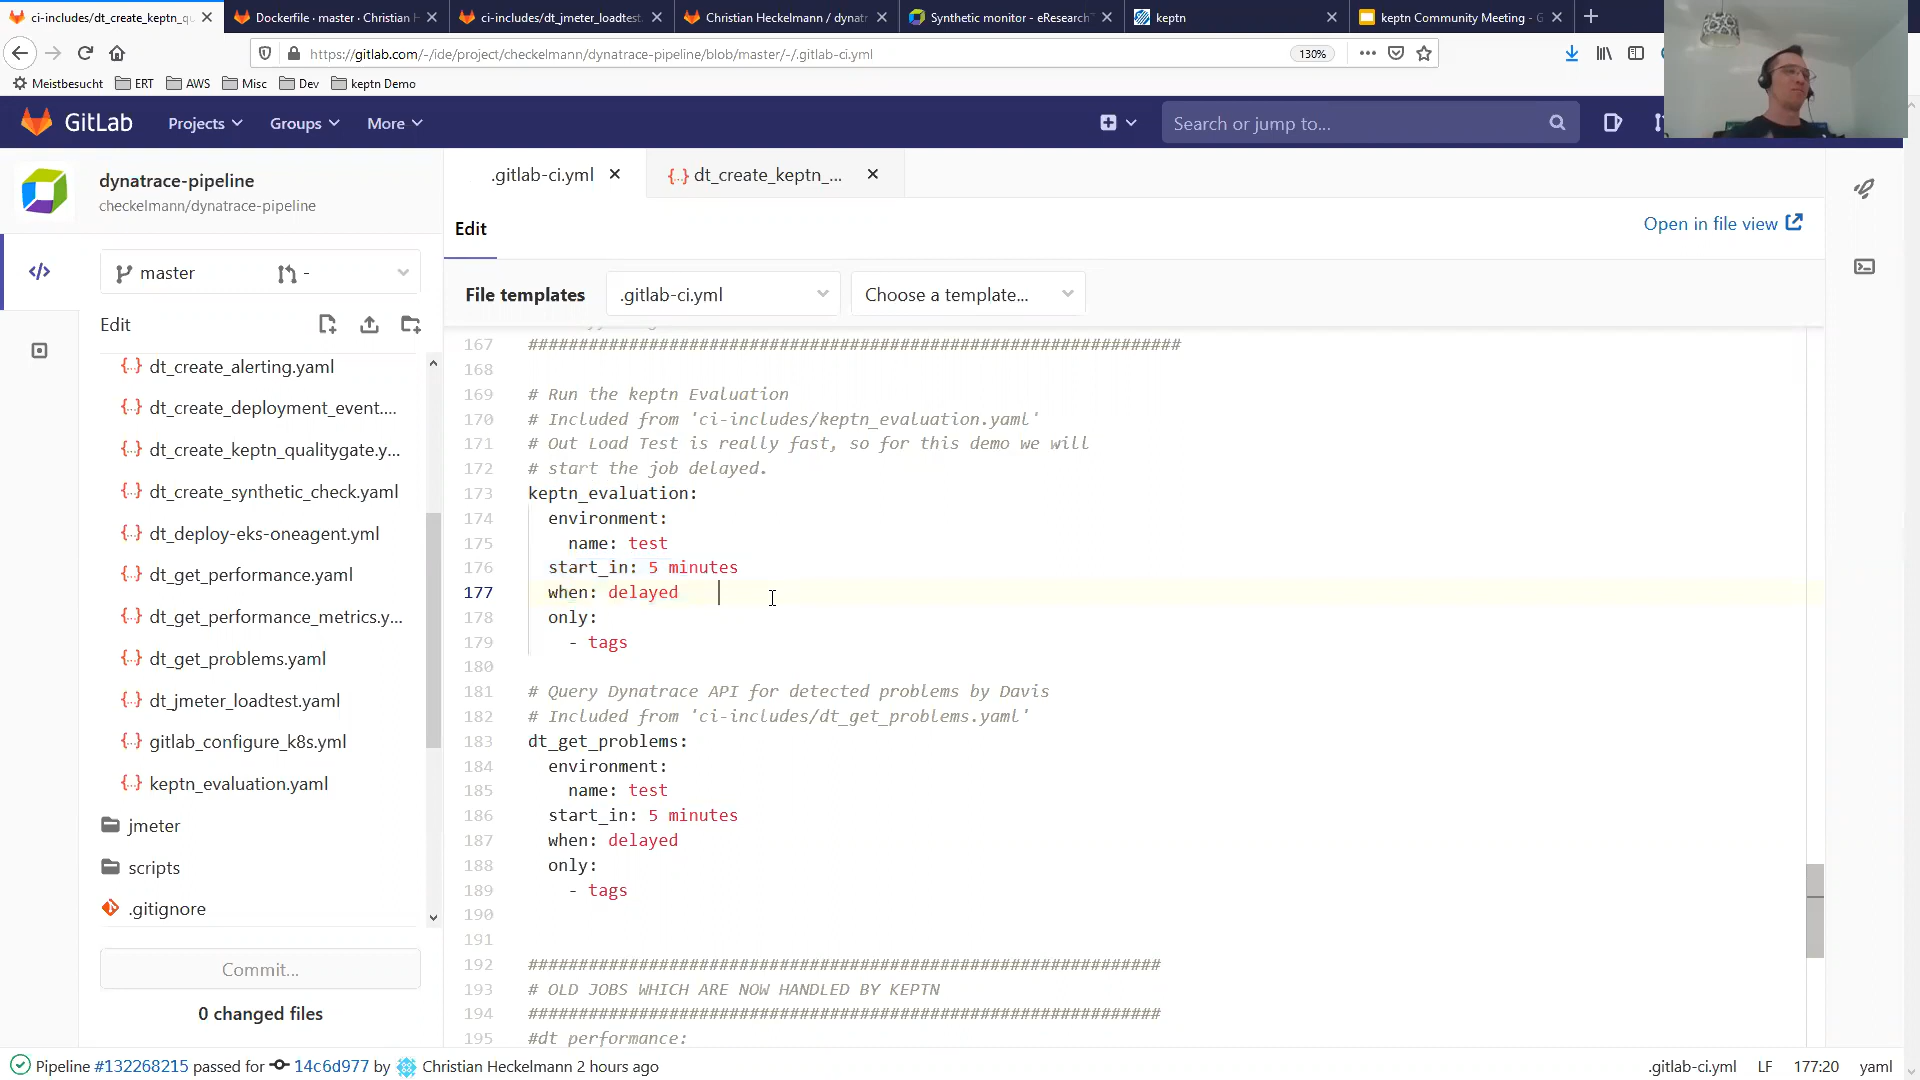 ci-includes/dt_create_keptn_qu
Dockerfile · master · Christian H
ci-includes/dt_jmeter_loadtest.
Christian Heckelmann / dynatr
Synthetic monitor - eResearch
keptn
keptn Community Meeting - G
https://gitlab.com/-/ide/project/checkelmann/dynatrace-pipeline/blob/master/-/.gitlab-ci.yml
130%
Meistbesucht
ERT
AWS
Misc
Dev
keptn Demo
GitLab
Projects
Groups
More
Search or jump to...
dynatrace-pipeline
checkelmann/dynatrace-pipeline
.gitlab-ci.yml
dt_create_keptn_...
Edit
Open in file view
master
-
File templates
.gitlab-ci.yml
Choose a template...
Edit
dt_create_alerting.yaml
dt_create_deployment_event....
dt_create_keptn_qualitygate.y...
dt_create_synthetic_check.yaml
dt_deploy-eks-oneagent.yml
dt_get_performance.yaml
dt_get_performance_metrics.y...
dt_get_problems.yaml
dt_jmeter_loadtest.yaml
gitlab_configure_k8s.yml
keptn_evaluation.yaml
jmeter
scripts
.gitignore
Commit...
0 changed files
167 #################################################################
168
169 # Run the keptn Evaluation
170 # Included from 'ci-includes/keptn_evaluation.yaml'
171 # Out Load Test is really fast, so for this demo we will
172 # start the job delayed.
173 keptn_evaluation:
174 environment:
175 name: test
176 start_in: 5 minutes
177 when: delayed
178 only:
179 - tags
180
181 # Query Dynatrace API for detected problems by Davis
182 # Included from 'ci-includes/dt_get_problems.yaml'
183 dt_get_problems:
184 environment:
185 name: test
186 start_in: 5 minutes
187 when: delayed
188 only:
189 - tags
190
191
192 ###############################################################
193 # OLD JOBS WHICH ARE NOW HANDLED BY KEPTN
194 ###############################################################
195 #dt performance:
Pipeline #132268215 passed for 14c6d977 by Christian Heckelmann 2 hours ago
.gitlab-ci.yml LF 177:20 yaml